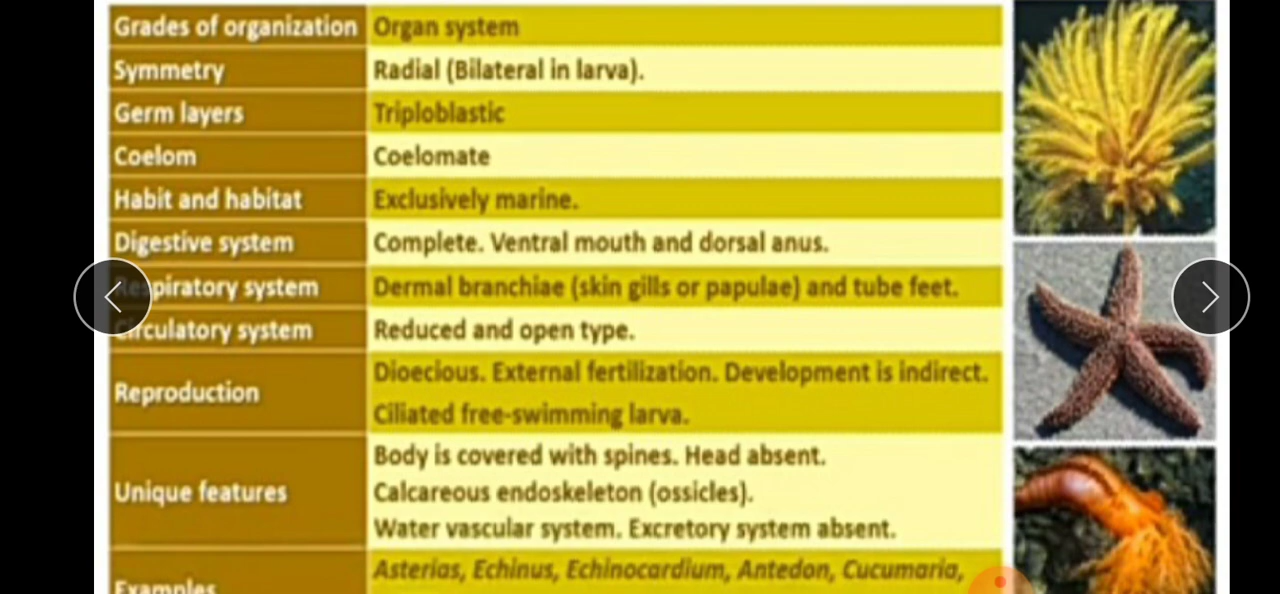 Grades of organization Organ system
Symmetry Radial (Bilateral in larva).
Germ layers Triploblastic
Coelom Coelomate
Habit and habitat Exclusively marine.
Digestive system Complete. Ventral mouth and dorsal anus.
Respiratory system Dermal branchiae (skin gills or papulae) and tube feet.
Circulatory system Reduced and open type.
Reproduction Dioecious. External fertilization. Development is indirect.
Ciliated free-swimming larva.
Unique features Body is covered with spines. Head absent.
Calcareous endoskeleton (ossicles).
Water vascular system. Excretory system absent.
Examples Asterias, Echinus, Echinocardium, Antedon, Cucumaria,